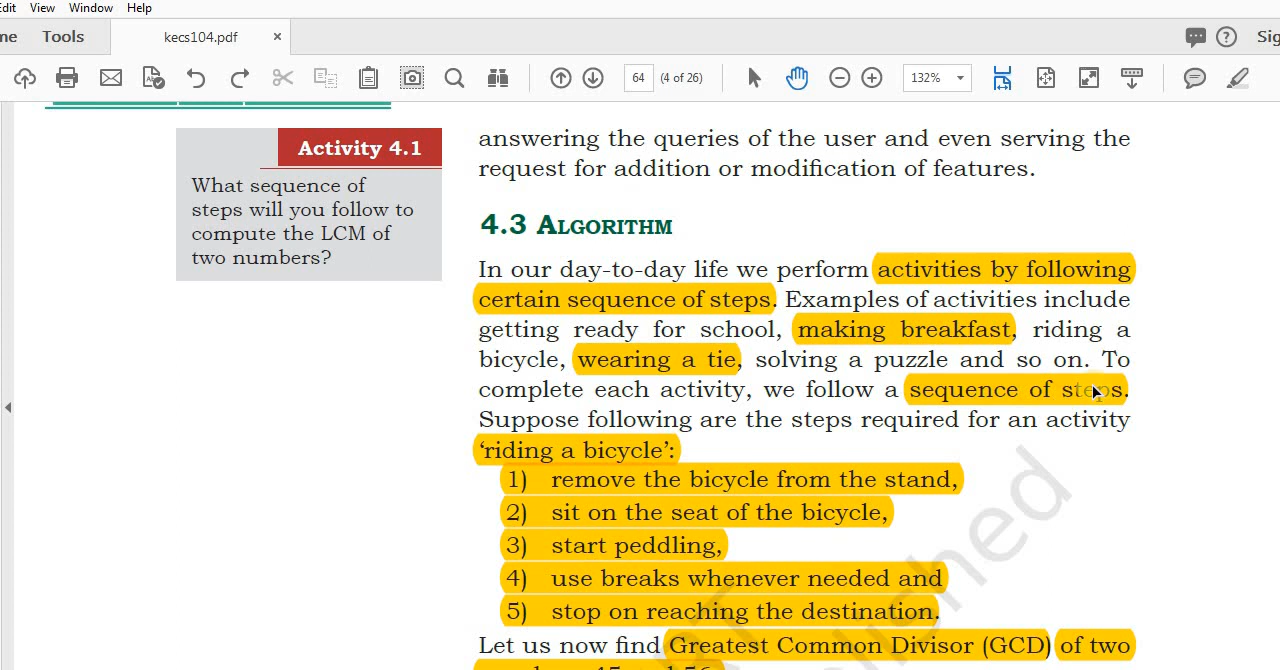 Edit View Window Help
Tools
kecs104.pdf ×
?
64 (4 of 26)
132%
Activity 4.1
What sequence of
steps will you follow to
compute the LCM of
two numbers?
answering the queries of the user and even serving the
request for addition or modification of features.
4.3 ALGORITHM
In our day-to-day life we perform activities by following
certain sequence of steps. Examples of activities include
getting ready for school, making breakfast, riding a
bicycle, wearing a tie, solving a puzzle and so on. To
complete each activity, we follow a sequence of steps.
Suppose following are the steps required for an activity
‘riding a bicycle’:
1) remove the bicycle from the stand,
2) sit on the seat of the bicycle,
3) start peddling,
4) use breaks whenever needed and
5) stop on reaching the destination.
Let us now find Greatest Common Divisor (GCD) of two